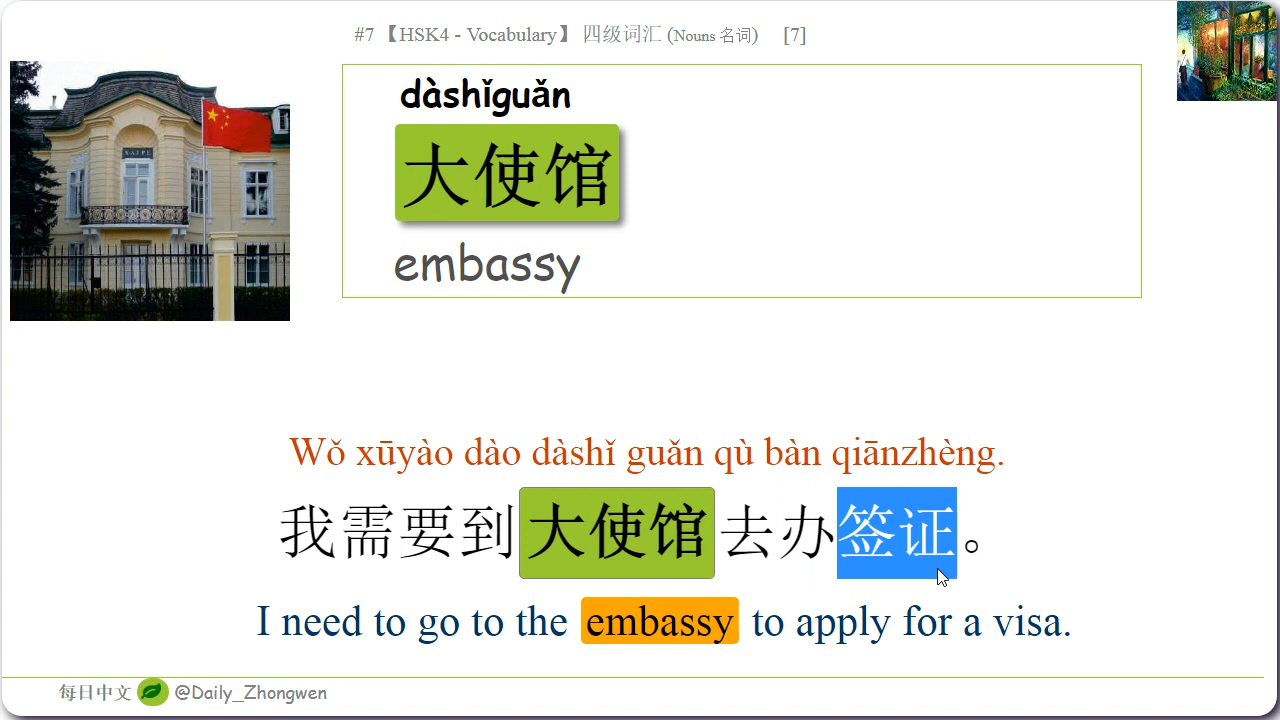 #7 【HSK4 - Vocabulary】 四级词汇 (Nouns 名词) [7]
dàshǐguǎn
大使馆
embassy
Wǒ xūyào dào dàshǐ guǎn qù bàn qiānzhèng.
我需要到大使馆去办签证。
I need to go to the embassy to apply for a visa.
每日中文 @Daily_Zhongwen